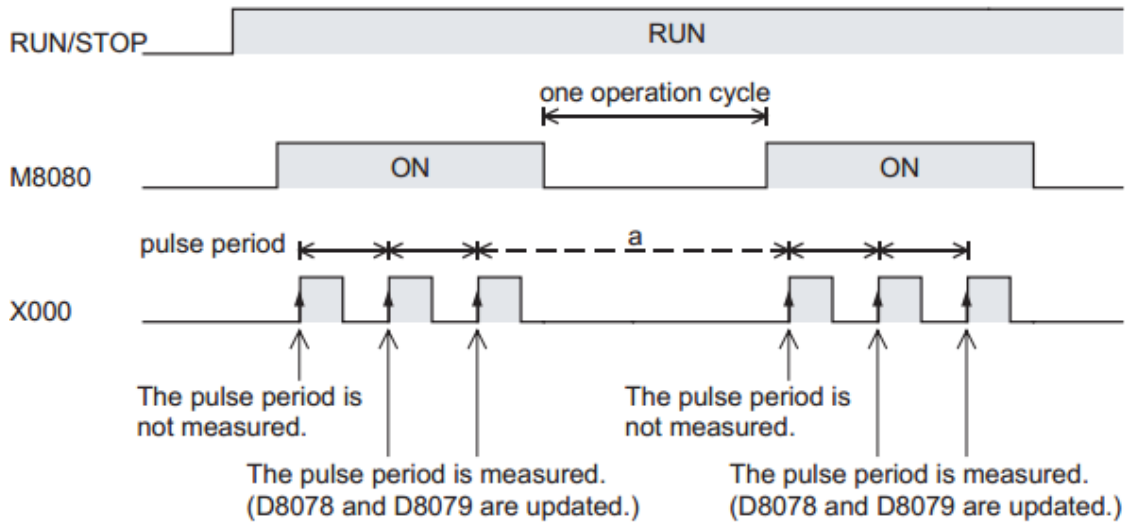 RUN/STOP
RUN
one operation cycle
M8080
ON
ON
pulse period
a
X000
The pulse period is
not measured.
The pulse period is
not measured.
The pulse period is measured.
(D8078 and D8079 are updated.)
The pulse period is measured.
(D8078 and D8079 are updated.)